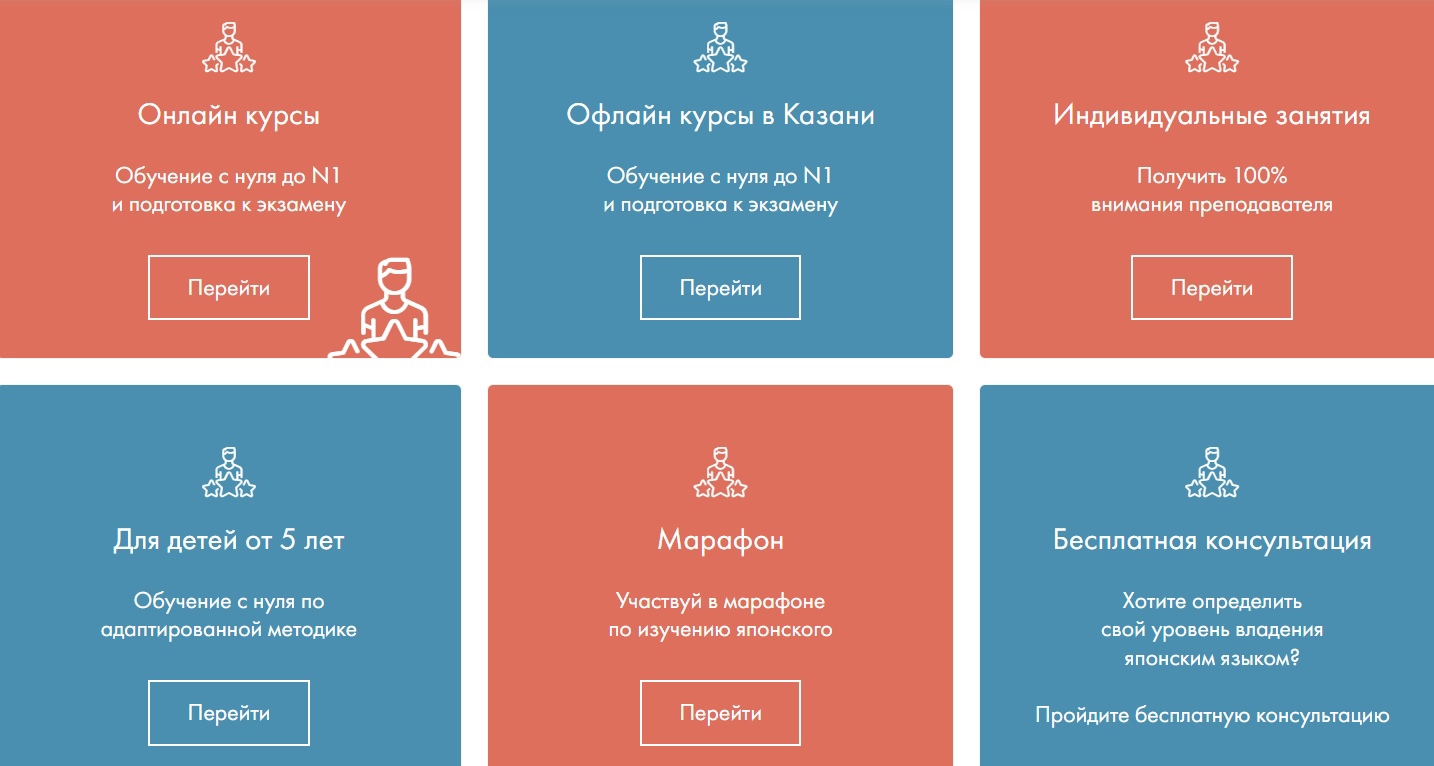 Онлайн курсы
Обучение с нуля до N1
и подготовка к экзамену
Перейти
Офлайн курсы в Казани
Обучение с нуля до N1
и подготовка к экзамену
Перейти
Индивидуальные занятия
Получить 100%
внимания преподавателя
Перейти
Для детей от 5 лет
Обучение с нуля по
адаптированной методике
Перейти
Марафон
Участвуй в марафоне
по изучению японского
Перейти
Бесплатная консультация
Хотите определить
свой уровень владения
японским языком?
Пройдите бесплатную консультацию